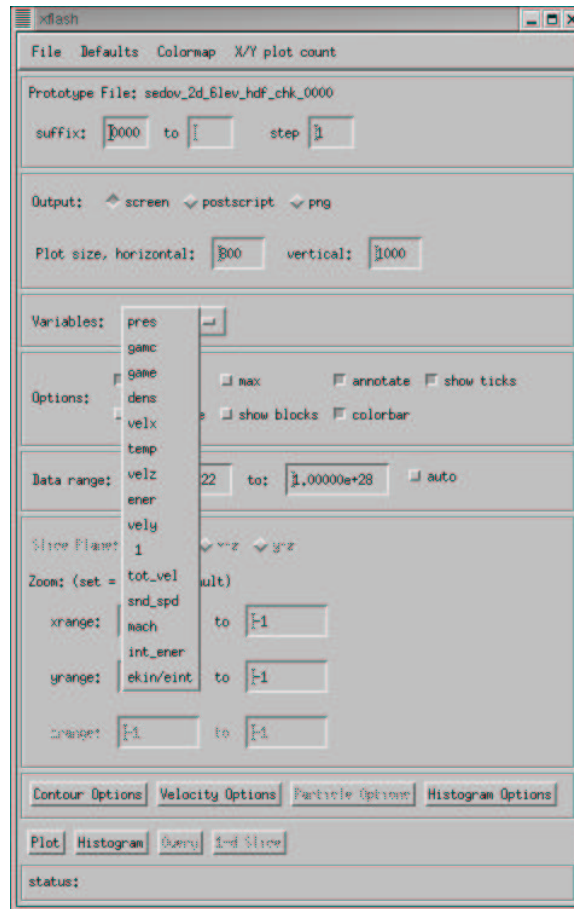 xflash
File Defaults Colormap X/Y plot count
Prototype File: sedov_2d_6lev_hdf_chk_0000
suffix: 0000 to step 1
Output: screen postscript png
Plot size, horizontal: 800 vertical: 1000
Variables: pres
gamc
game max annotate show ticks
Options: dens
velx e show blocks colorbar
temp
Data range: velz 22 to: 1.00000e+28 auto
ener
vely
Slice Plane: 1 x-z y-z
Zoom: (set = tot_vel ult)
snd_spd
xrange: mach to -1
int_ener
yrange: ekin/eint to -1
zrange: -1 to -1
Contour Options Velocity Options Particle Options Histogram Options
Plot Histogram Query 1-d Slice
status: